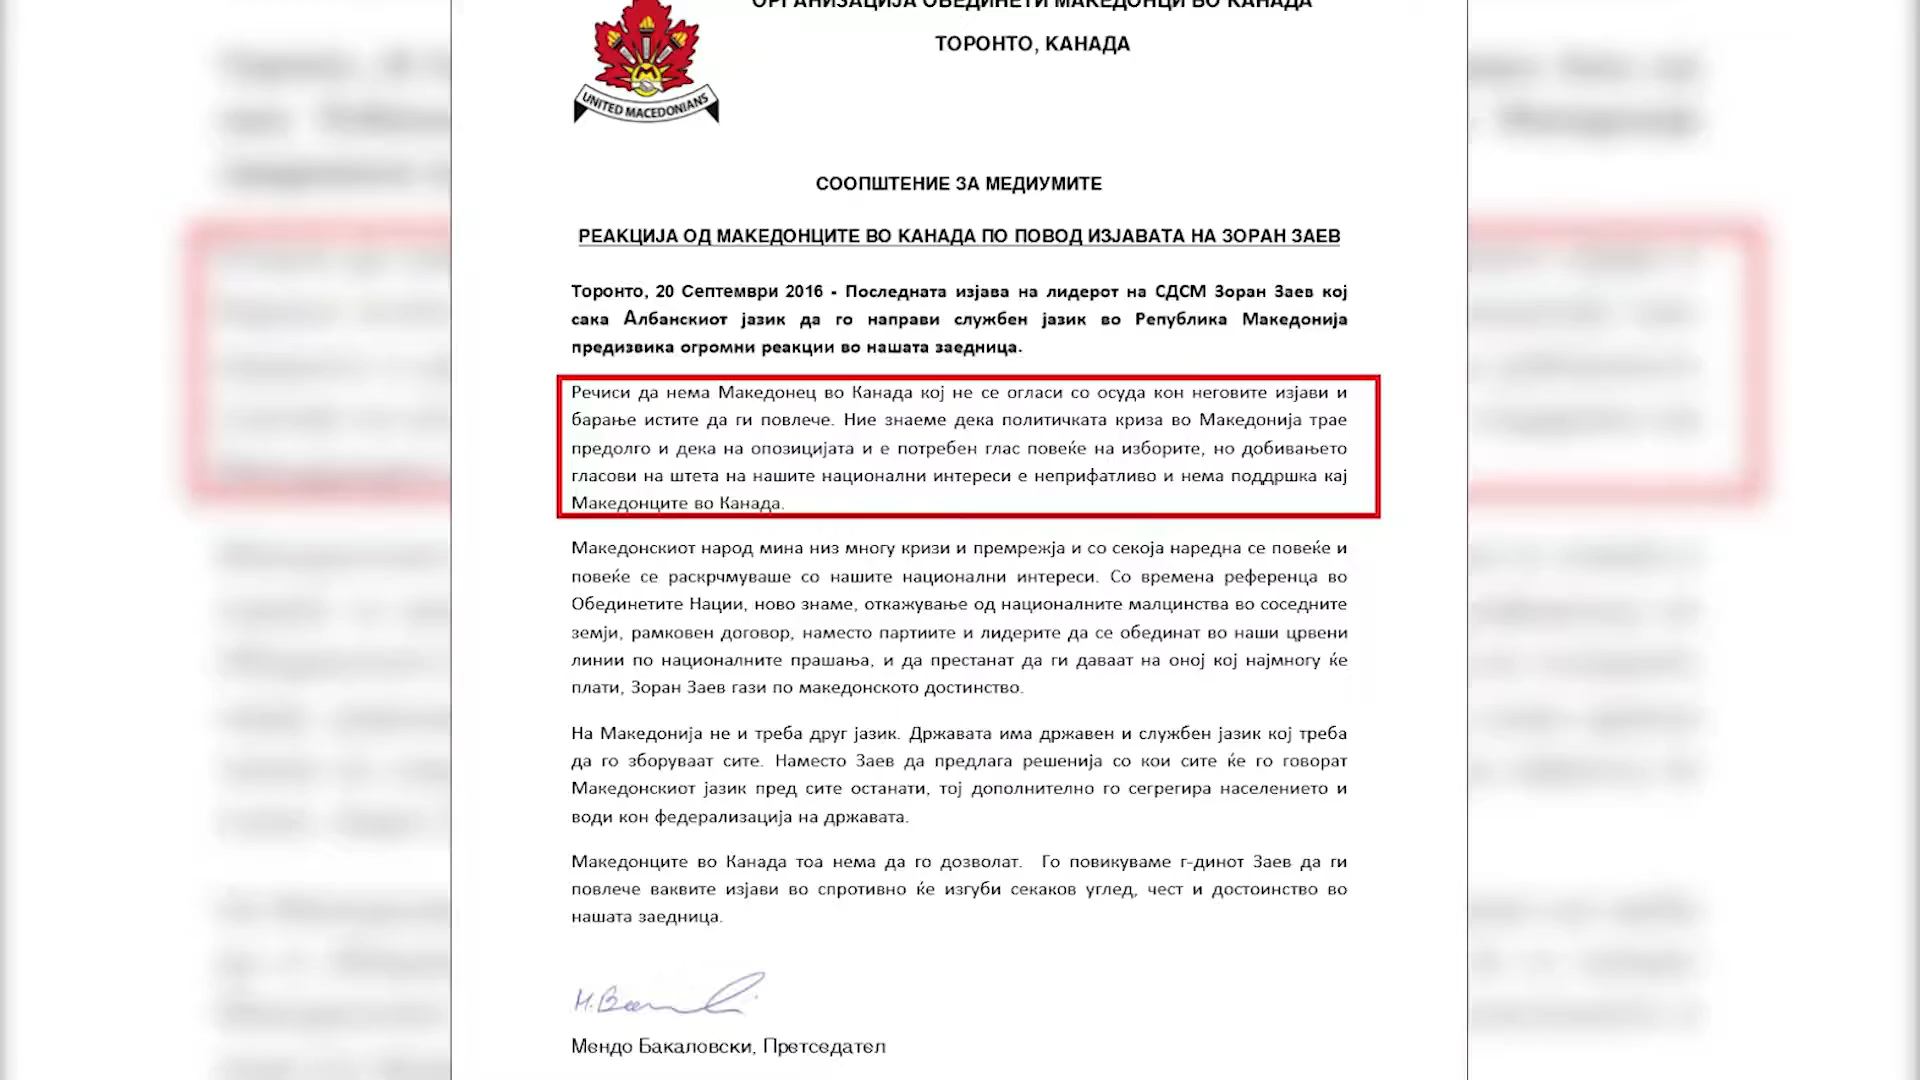 ОРГАНИЗАЦИЈА ОБЕДИНЕТИ МАКЕДОНЦИ ВО КАНАДА
ТОРОНТО, КАНАДА
UNITED MACEDONIANS
СООПШТЕНИЕ ЗА МЕДИУМИТЕ
РЕАКЦИЈА ОД МАКЕДОНЦИТЕ ВО КАНАДА ПО ПОВОД ИЗЈАВАТА НА ЗОРАН ЗАЕВ
Торонто, 20 Септември 2016 - Последната изјава на лидерот на СДСМ Зоран Заев кој
сака Албанскиот јазик да го направи службен јазик во Република Македонија
предизвика огромни реакции во нашата заедница.
Речиси да нема Македонец во Канада кој не се огласи со осуда кон неговите изјави и
барање истите да ги повлече. Ние знаеме дека политичката криза во Македонија трае
предолго и дека на опозицијата и е потребен глас повеќе на изборите, но добивањето
гласови на штета на нашите национални интереси е неприфатливо и нема поддршка кај
Македонците во Канада.
Македонскиот народ мина низ многу кризи и премрежја и со секоја наредна се повеќе и
повеќе се раскрчмуваше со нашите национални интереси. Со времена референца во
Обединетите Нации, ново знаме, откажување од националните малцинства во соседните
земји, рамковен договор, наместо партиите и лидерите да се обединат во наши црвени
линии по националните прашања, и да престанат да ги даваат на оној кој најмногу ќе
плати, Зоран Заев гази по македонското достинство.
На Македонија не и треба друг јазик. Државата има државен и службен јазик кој треба
да го зборуваат сите. Наместо Заев да предлага решенија со кои сите ќе го говорат
Македонскиот јазик пред сите останати, тој дополнително го сегрегира населението и
води кон федерализација на државата.
Македонците во Канада тоа нема да го дозволат. Го повикуваме г-динот Заев да ги
повлече ваквите изјави во спротивно ќе изгуби секаков углед, чест и достоинство во
нашата заедница.
Мендо Бакаловски, Претседател